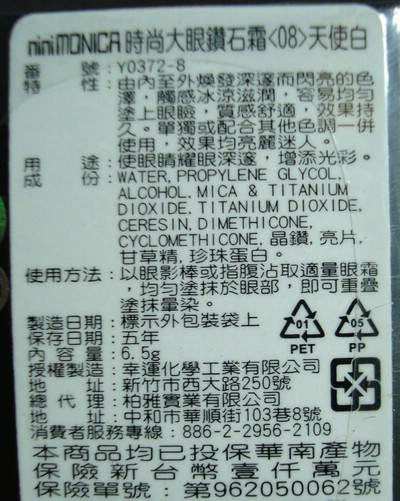 mini MONICA 時尚大眼鑽石霜<08>天使白
番號:Y0372-8
特性:由內至外煥發深邃而閃亮的色
澤,觸感冰涼滋潤,容易均勻
塗上眼瞼,質感舒適,效果持
久。單獨或配合其他色調一併
使用,效果均亮麗迷人。
用途:使眼睛耀眼深邃,增添光彩。
成份:WATER, PROPYLENE GLYCOL,
ALCOHOL, MICA & TITANIUM
DIOXIDE, TITANIUM DIOXIDE,
CERESIN, DIMETHICONE,
CYCLOMETHICONE, 晶鑽, 亮片,
甘草精, 珍珠蛋白。
使用方法:以眼影棒或指腹沾取適量眼霜
,均勻塗抹於眼部,即可重疊
塗抹暈染。
製造日期:標示外包裝袋上
保存日期:五年
內容量:6.5g
授權製造:幸運化學工業有限公司
地址:新竹市西大路250號
總代理:柏雅實業有限公司
地址:中和市華順街103巷8號
消費者服務專線:886-2-2956-2109
本商品均已投保華南產物
保險新台幣壹仟萬元
保險單號:第962050062號
01
PET
05
PP